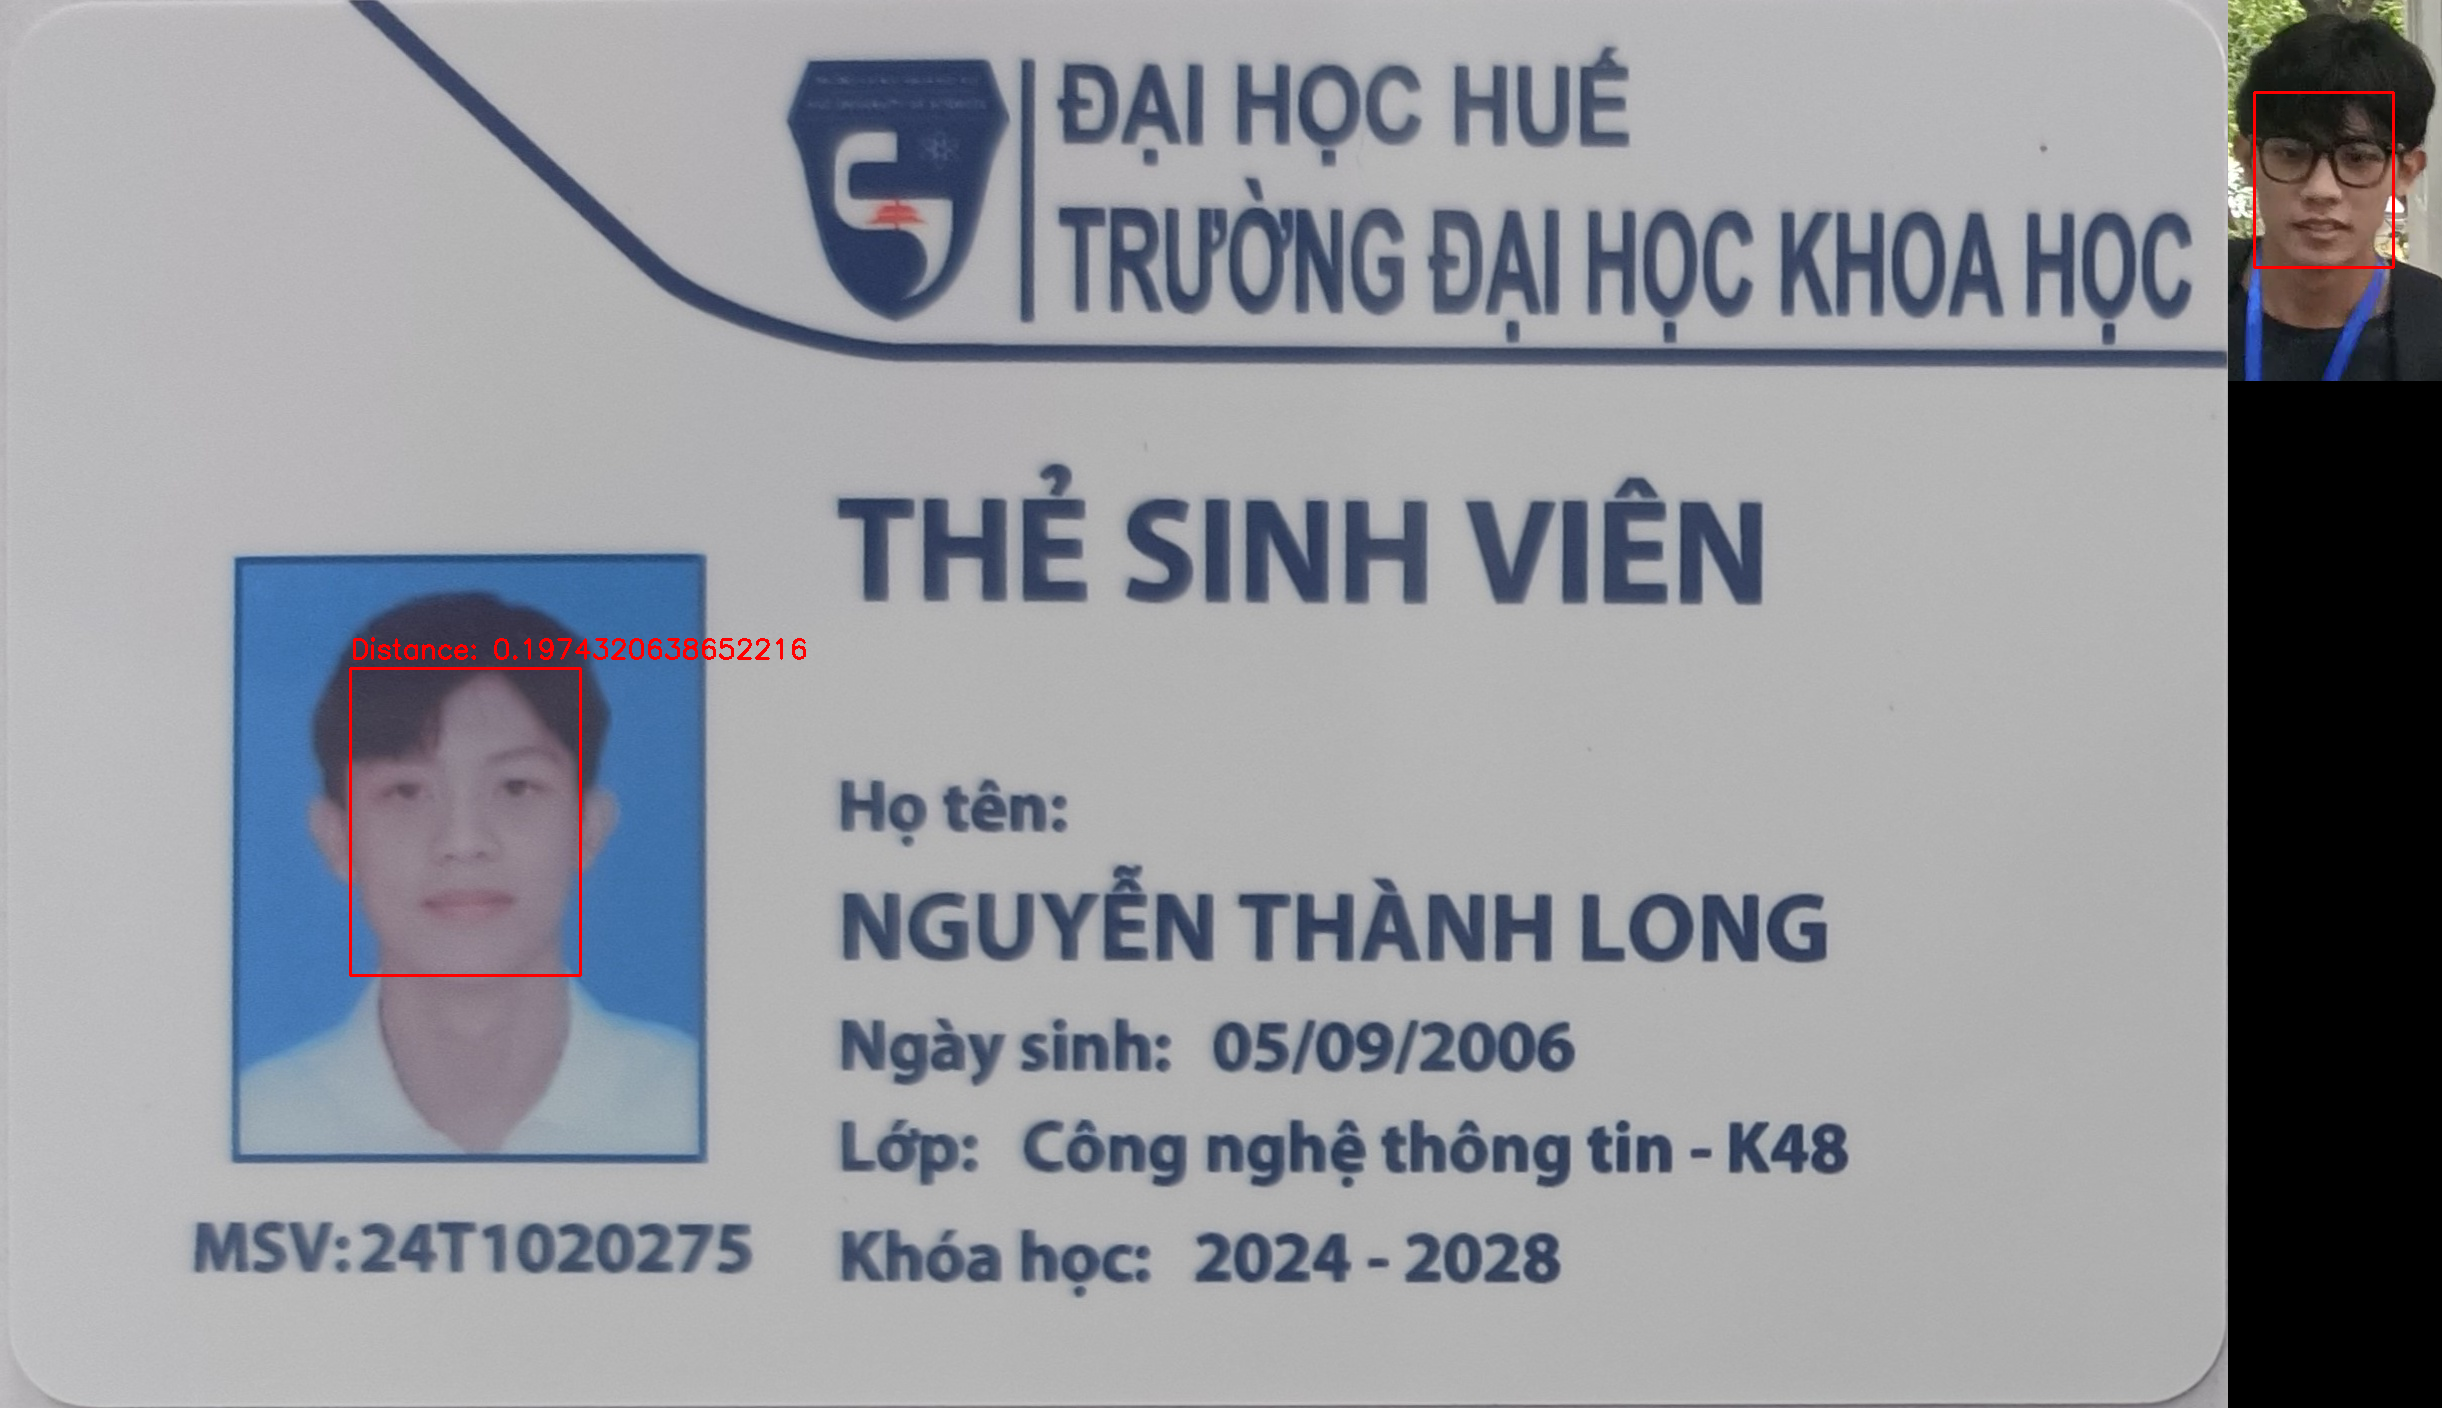 ĐẠI HỌC HUẾ
TRƯỜNG ĐẠI HỌC KHOA HỌC
THẺ SINH VIÊN
Distance: 0.1974320638652216
Họ tên:
NGUYỄN THÀNH LONG
Ngày sinh: 05/09/2006
Lớp: Công nghệ thông tin - K48
MSV: 24T1020275
Khóa học: 2024 - 2028